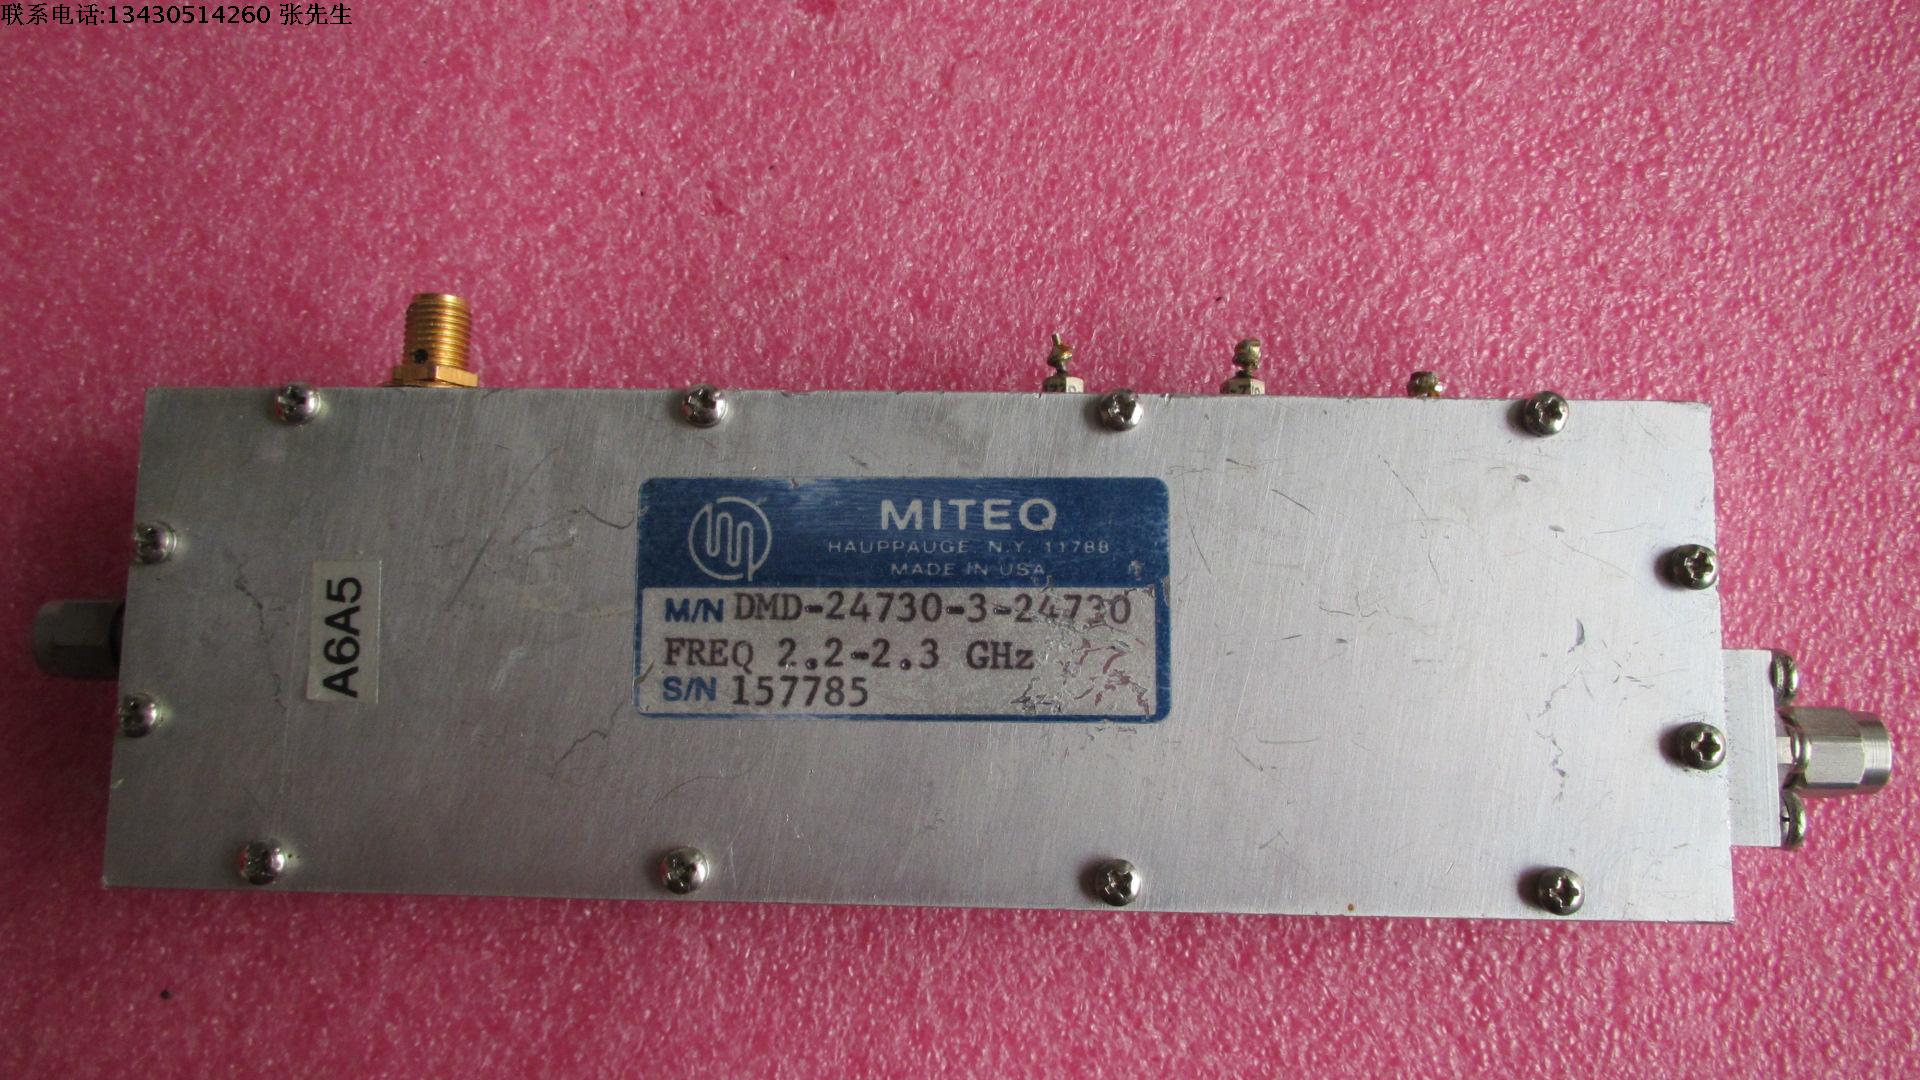 联系电话:13430514260 张先生
MITEQ
HAUPPAUGE N.Y. 11788
MADE IN USA
M/N DMD-24730-3-24730
FREQ 2.2-2.3 GHz
S/N 157785
A6A5